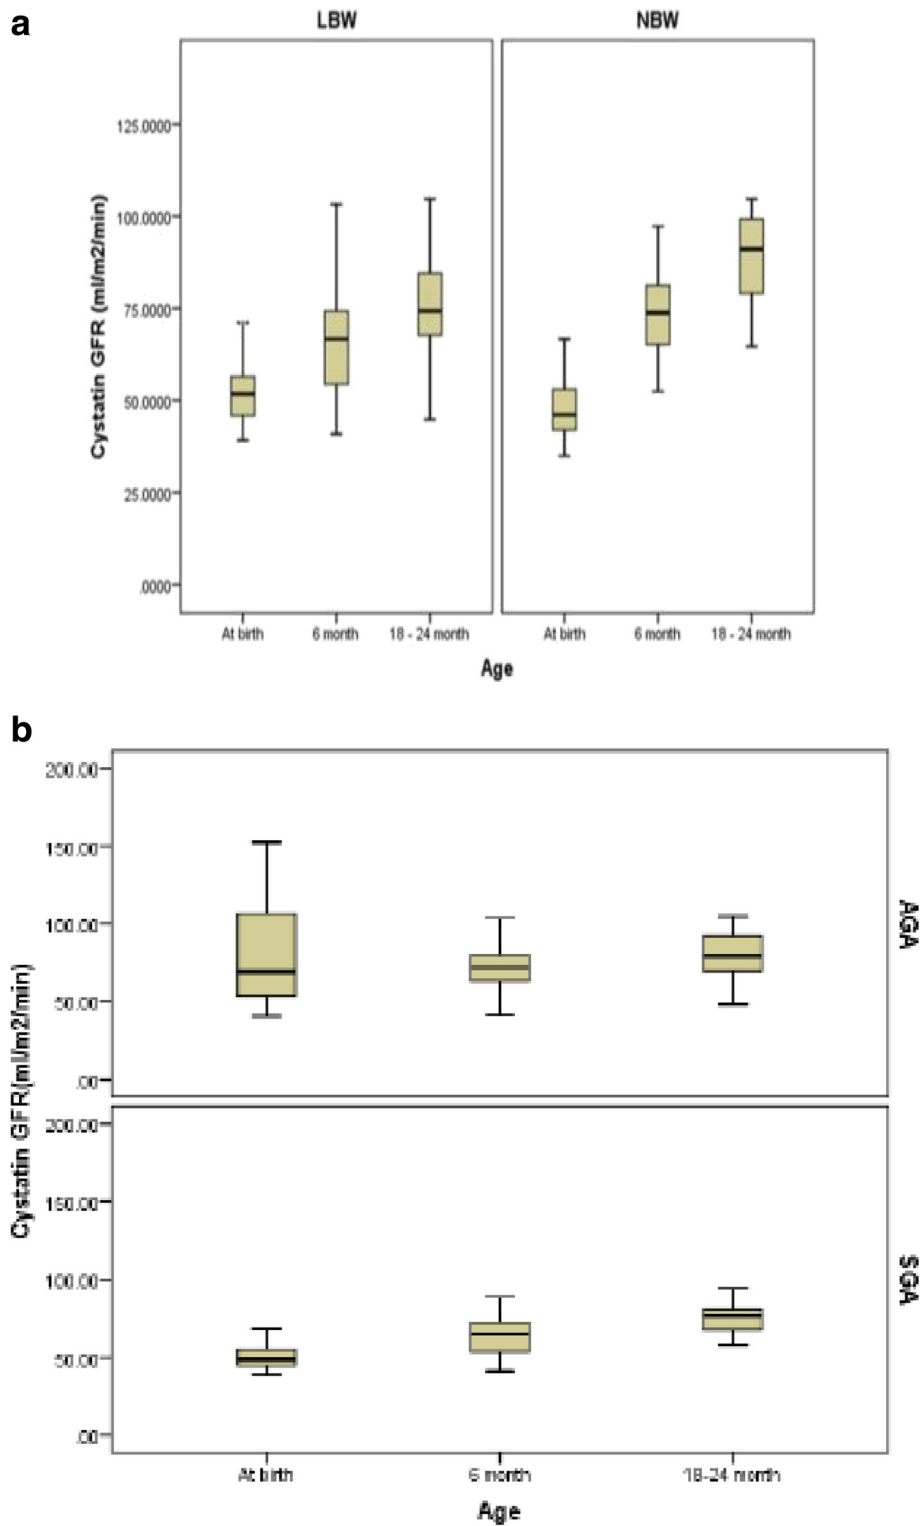 a
LBW
NBW
125.0000
100.0000
75.0000
50.0000
25.0000
.0000
Cystatin GFR (ml/m2/min)
At birth
6 month
18 - 24 month
At birth
6 month
18 - 24 month
Age
b
200.00
150.00
100.00
50.00
.00
AGA
Cystatin GFR(ml/m2/min)
200.00
150.00
100.00
50.00
.00
SGA
At birth
6 month
18-24 month
Age